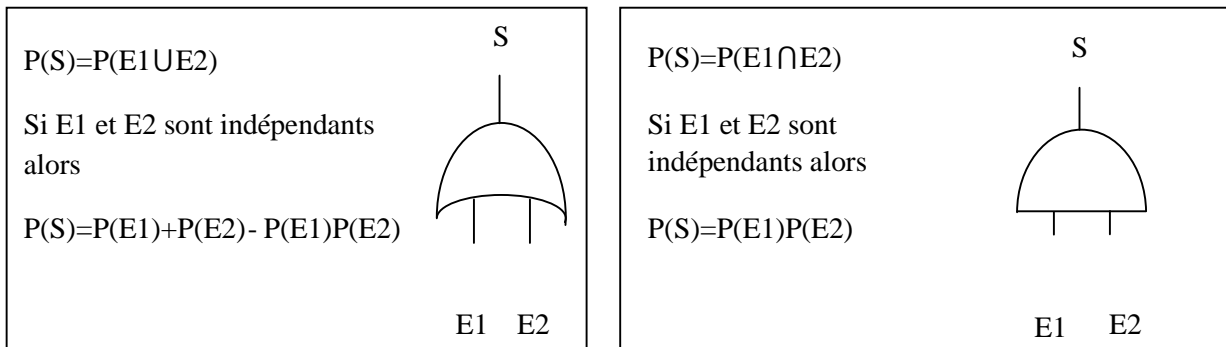 P(S)=P(E1∪E2)
Si E1 et E2 sont indépendants
alors
P(S)=P(E1)+P(E2)- P(E1)P(E2)
S
E1 E2
P(S)=P(E1∩E2)
Si E1 et E2 sont
indépendants alors
P(S)=P(E1)P(E2)
S
E1 E2